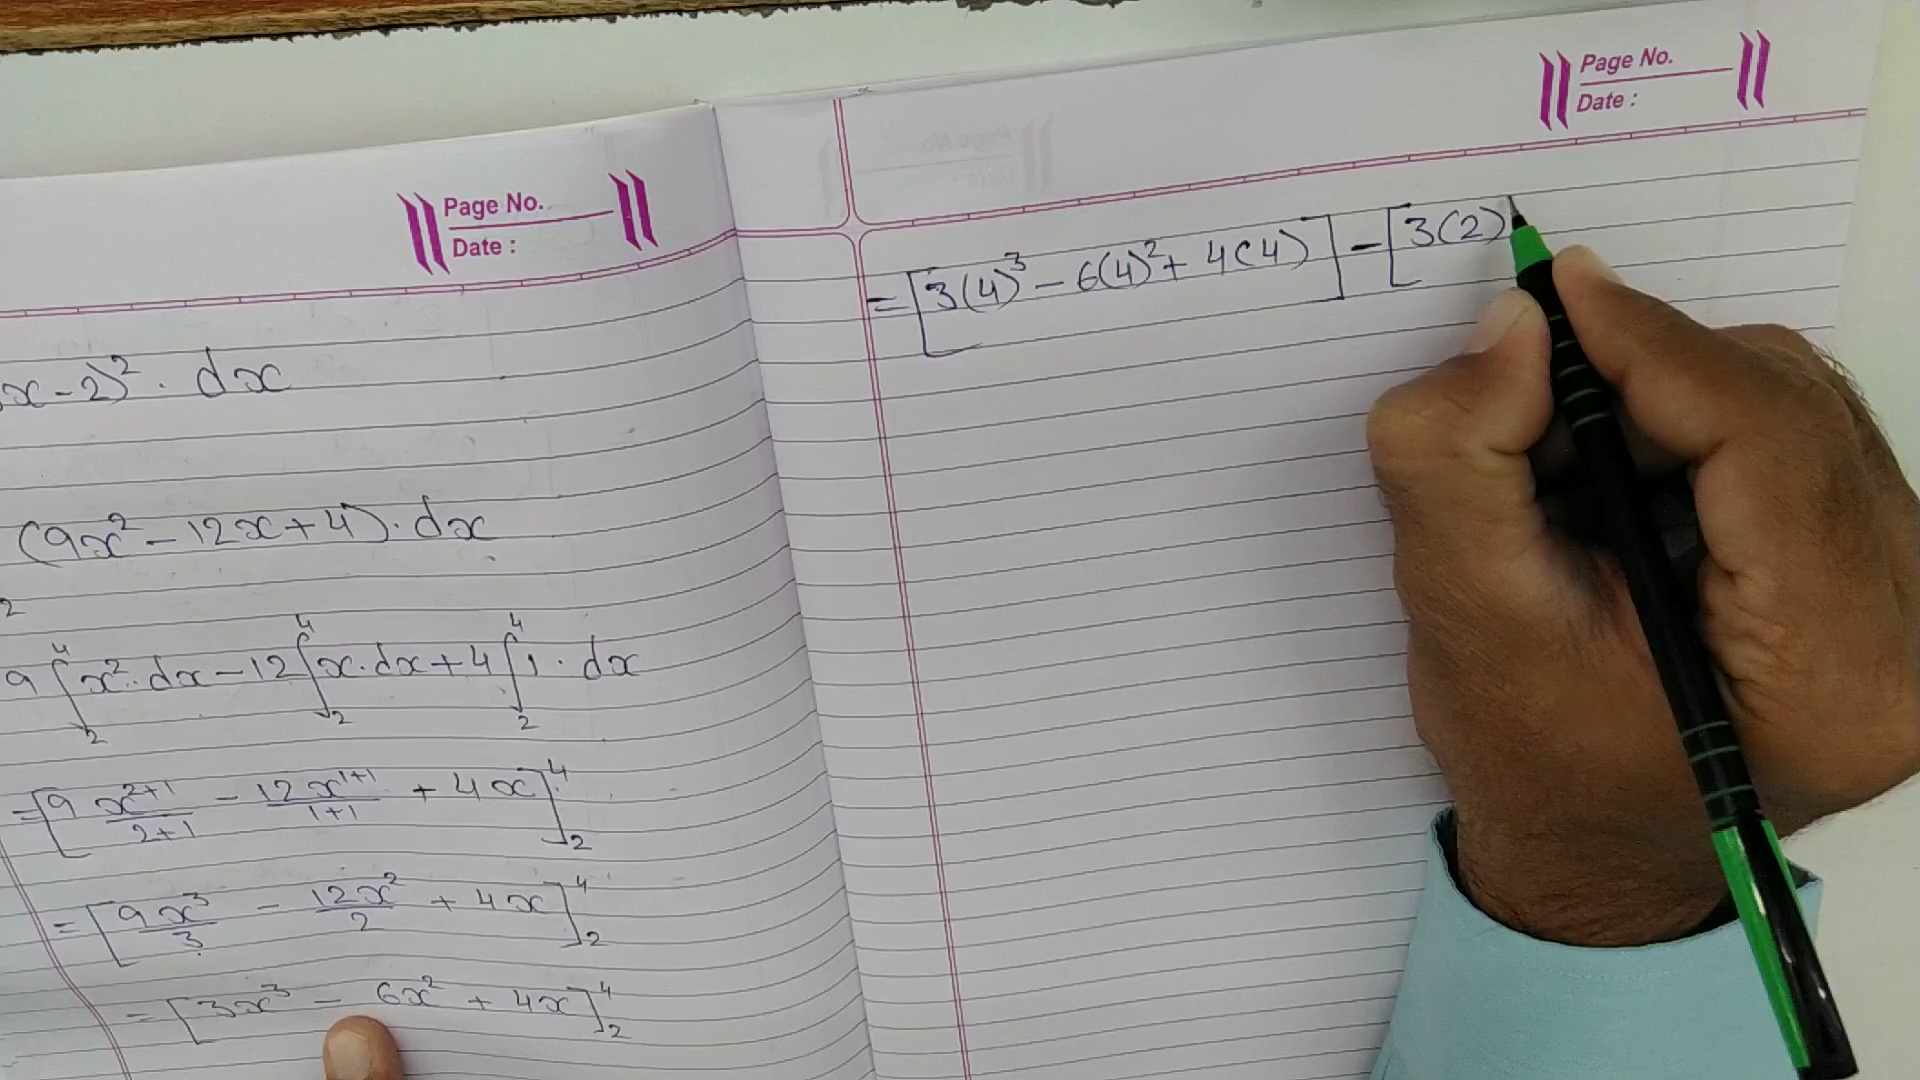 Page No.
Date :
x-2)² . dx
(9x² - 12x + 4) . dx
2
9 ∫₂⁴ x² . dx - 12 ∫₂⁴ x . dx + 4 ∫₂⁴ 1 . dx
= [9 x²⁺¹/2+1 - 12x¹⁺¹/1+1 + 4x]₂⁴
= [9x³/3 - 12x²/2 + 4x]₂⁴
= [3x³ - 6x² + 4x]₂⁴
Page No.
Date :
= [3(4)³ - 6(4)² + 4(4)] - [3(2)